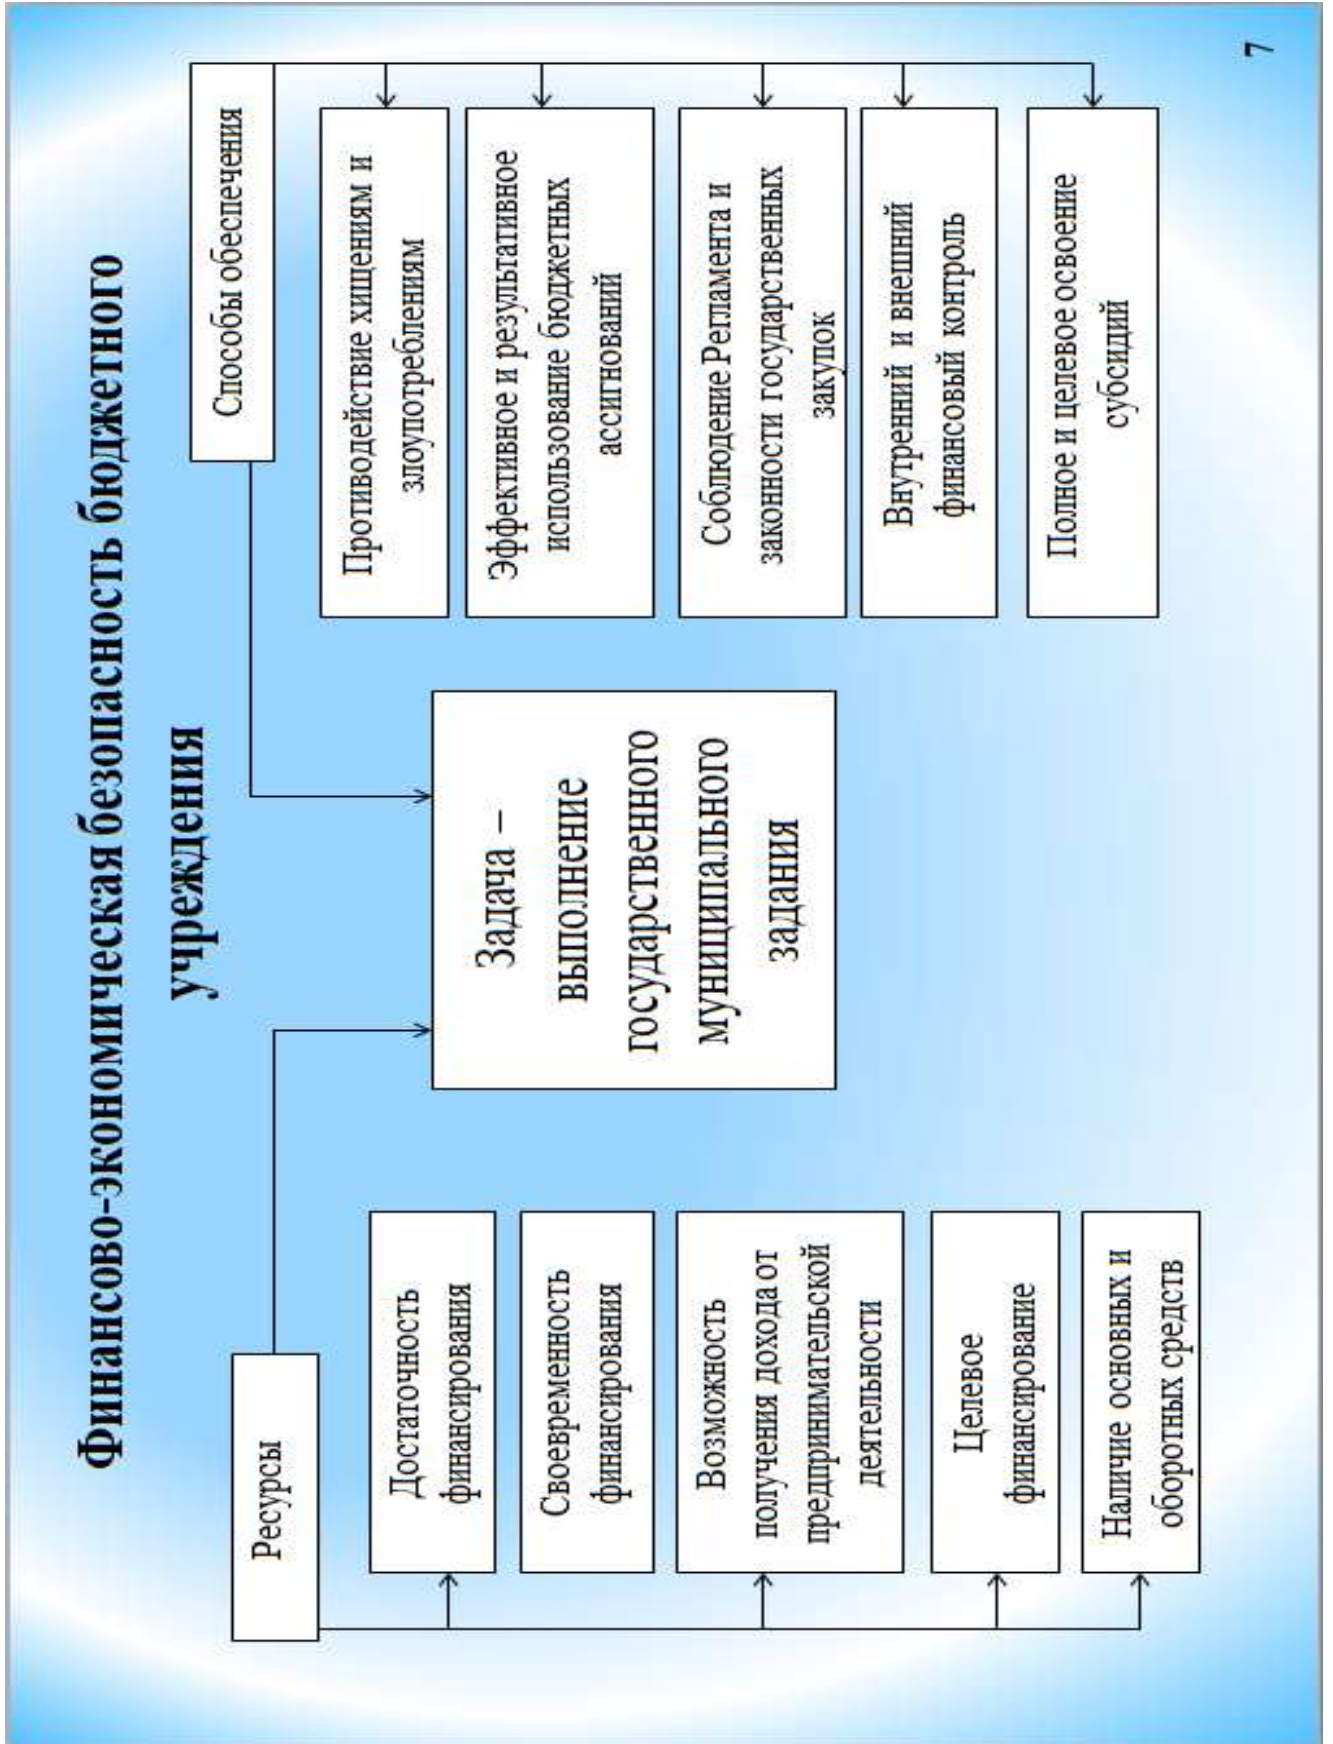 Финансово-экономическая безопасность бюджетного
учреждения
Ресурсы
Достаточность
финансирования
Своевременность
финансирования
Возможность
получения дохода от
предпринимательской
деятельности
Целевое
финансирование
Наличие основных и
оборотных средств
Задача –
выполнение
государственного
муниципального
задания
Способы обеспечения
Противодействие хищениям и
злоупотреблениям
Эффективное и результативное
использование бюджетных
ассигнований
Соблюдение Регламента и
законности государственных
закупок
Внутренний и внешний
финансовый контроль
Полное и целевое освоение
субсидий
7